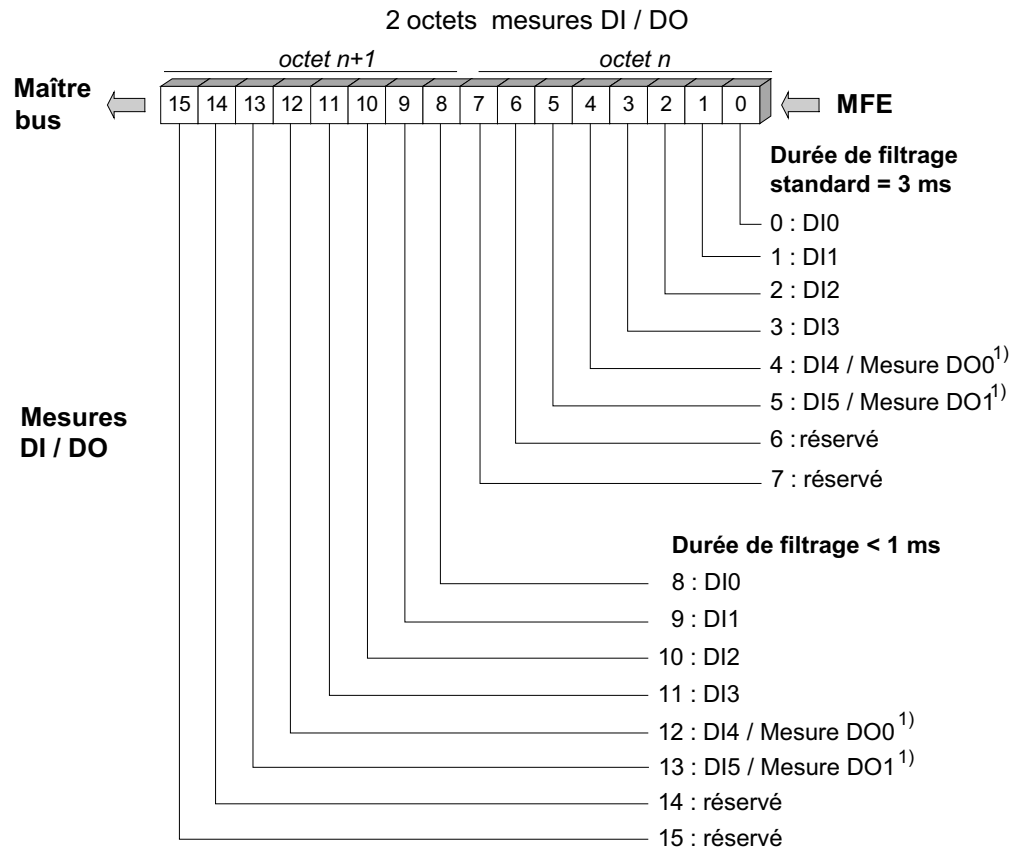 2 octets mesures DI / DO
octet n+1
octet n
Maître
bus
15 14 13 12 11 10 9 8 7 6 5 4 3 2 1 0
MFE
Durée de filtrage
standard = 3 ms
0 : DI0
1 : DI1
2 : DI2
3 : DI3
4 : DI4 / Mesure DO0 1)
5 : DI5 / Mesure DO1 1)
6 : réservé
7 : réservé
Mesures
DI / DO
Durée de filtrage < 1 ms
8 : DI0
9 : DI1
10 : DI2
11 : DI3
12 : DI4 / Mesure DO0 1)
13 : DI5 / Mesure DO1 1)
14 : réservé
15 : réservé